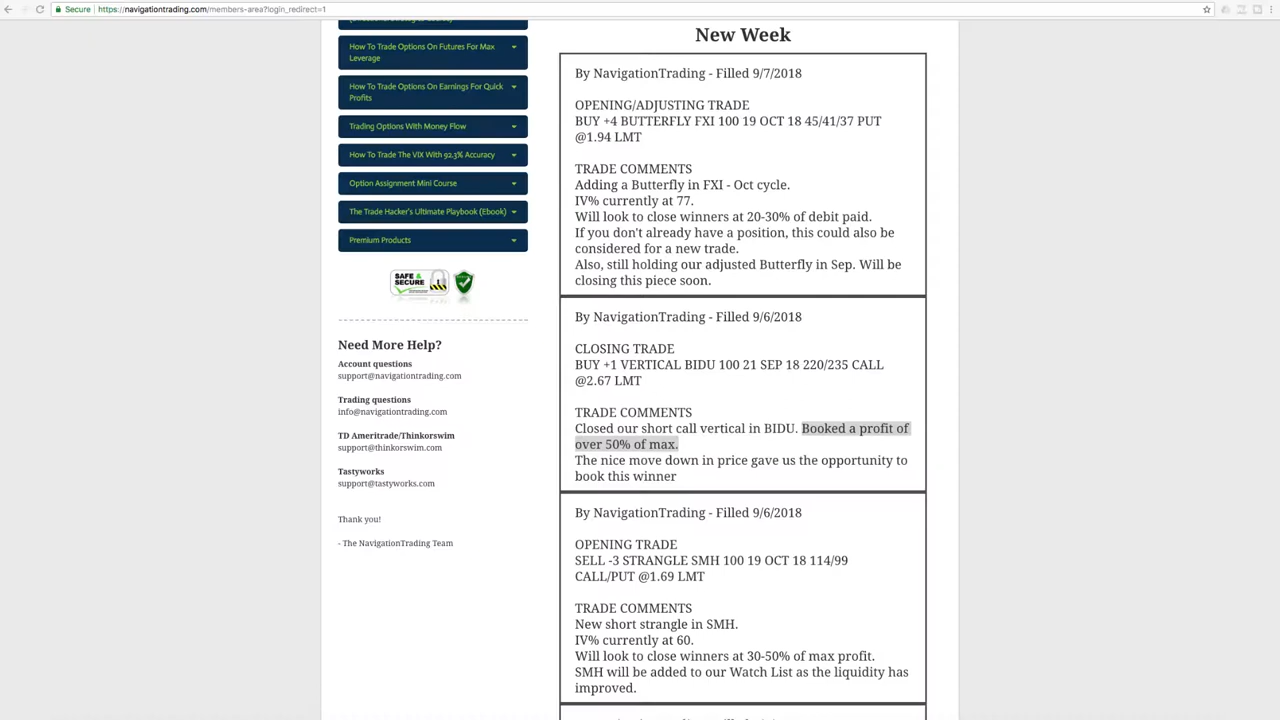 Secure
https://navigationtrading.com/members-area?login_redirect=1
How To Trade Options On Futures For Max
Leverage
How To Trade Options On Earnings For Quick
Profits
Trading Options With Money Flow
How To Trade The VIX With 92.3% Accuracy
Option Assignment Mini Course
The Trade Hacker's Ultimate Playbook (Ebook)
Premium Products
SAFE &
SECURE
Need More Help?
Account questions
support@navigationtrading.com
Trading questions
info@navigationtrading.com
TD Ameritrade/Thinkorswim
support@thinkorswim.com
Tastyworks
support@tastyworks.com
Thank you!
- The NavigationTrading Team
New Week
By NavigationTrading - Filled 9/7/2018
OPENING/ADJUSTING TRADE
BUY +4 BUTTERFLY FXI 100 19 OCT 18 45/41/37 PUT
@1.94 LMT
TRADE COMMENTS
Adding a Butterfly in FXI - Oct cycle.
IV% currently at 77.
Will look to close winners at 20-30% of debit paid.
If you don't already have a position, this could also be
considered for a new trade.
Also, still holding our adjusted Butterfly in Sep. Will be
closing this piece soon.
By NavigationTrading - Filled 9/6/2018
CLOSING TRADE
BUY +1 VERTICAL BIDU 100 21 SEP 18 220/235 CALL
@2.67 LMT
TRADE COMMENTS
Closed our short call vertical in BIDU. Booked a profit of
over 50% of max.
The nice move down in price gave us the opportunity to
book this winner
By NavigationTrading - Filled 9/6/2018
OPENING TRADE
SELL -3 STRANGLE SMH 100 19 OCT 18 114/99
CALL/PUT @1.69 LMT
TRADE COMMENTS
New short strangle in SMH.
IV% currently at 60.
Will look to close winners at 30-50% of max profit.
SMH will be added to our Watch List as the liquidity has
improved.